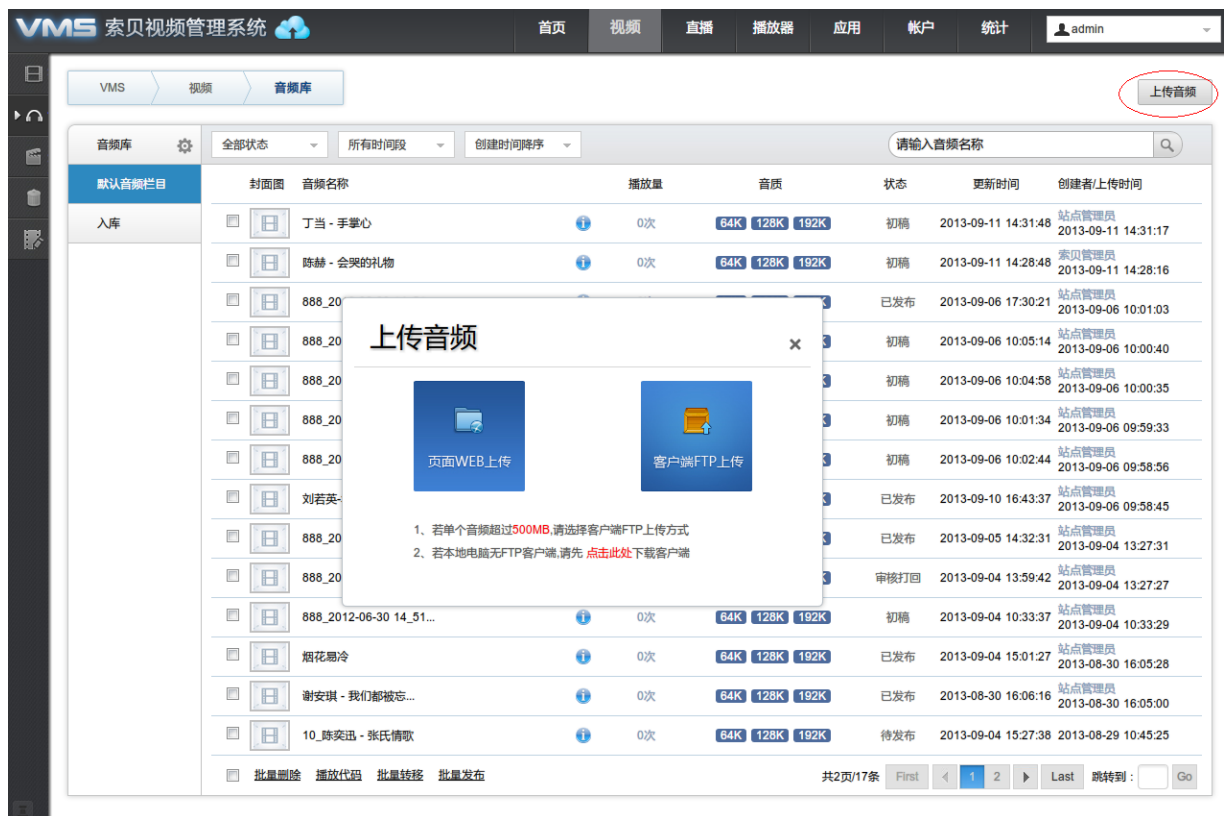 VMS 索贝视频管理系统 首页 视频 直播 播放器 应用 帐户 统计 admin
VMS 视频 音频库 上传音频
音频库 全部状态 所有时间段 创建时间降序 请输入音频名称
默认音频栏目 封面图 音频名称 播放量 音质 状态 更新时间 创建者/上传时间
入库 丁当 - 手掌心 0次 64K 128K 192K 初稿 2013-09-11 14:31:48 站点管理员
2013-09-11 14:31:17
陈赫 - 会哭的礼物 0次 64K 128K 192K 初稿 2013-09-11 14:28:48 索贝管理员
2013-09-11 14:28:16
888_20 已发布 2013-09-06 17:30:21 站点管理员
2013-09-06 10:01:03
上传音频
888_20 初稿 2013-09-06 10:05:14 站点管理员
2013-09-06 10:00:40
888_20 初稿 2013-09-06 10:04:58 站点管理员
2013-09-06 10:00:35
888_20 初稿 2013-09-06 10:01:34 站点管理员
2013-09-06 09:59:33
888_20 页面WEB上传 客户端FTP上传 初稿 2013-09-06 10:02:44 站点管理员
2013-09-06 09:58:56
刘若英- 已发布 2013-09-10 16:43:37 站点管理员
2013-09-06 09:58:45
1、若单个音频超过500MB,请选择客户端FTP上传方式
888_20 已发布 2013-09-05 14:32:31 站点管理员
2013-09-04 13:27:31
2、若本地电脑无FTP客户端,请先 点击此处下载客户端
888_20 审核打回 2013-09-04 13:59:42 站点管理员
2013-09-04 13:27:27
888_2012-06-30 14_51... 0次 64K 128K 192K 初稿 2013-09-04 10:33:37 站点管理员
2013-09-04 10:33:29
烟花易冷 0次 64K 128K 192K 已发布 2013-09-04 15:01:27 站点管理员
2013-08-30 16:05:28
谢安琪 - 我们都被忘... 0次 64K 128K 192K 已发布 2013-08-30 16:06:16 站点管理员
2013-08-30 16:05:00
10_陈奕迅 - 张氏情歌 0次 64K 128K 192K 待发布 2013-09-04 15:27:38 2013-08-29 10:45:25
批量删除 播放代码 批量转移 批量发布 共2页/17条 First 1 2 Last 跳转到： Go